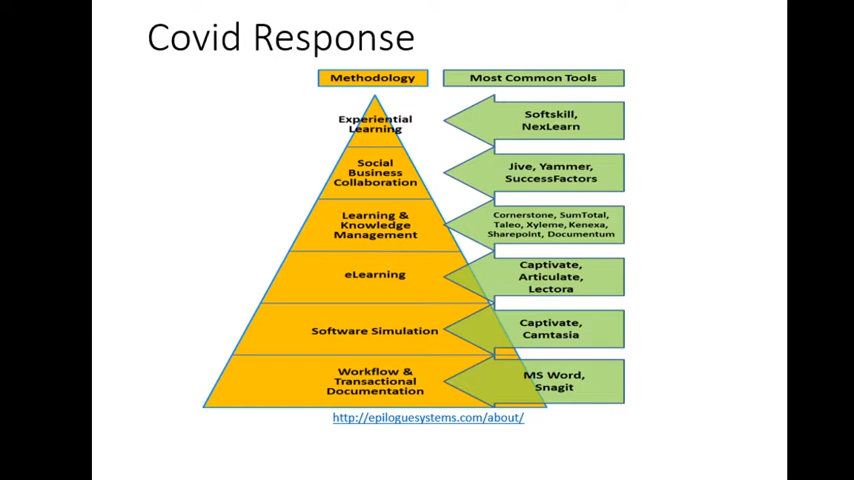 Covid Response
Methodology
Most Common Tools
Experiential
Learning
Softskill,
NexLearn
Social
Business
Collaboration
Jive, Yammer,
SuccessFactors
Learning &
Knowledge
Management
Cornerstone, SumTotal,
Taleo, Xyleme, Kenexa,
Sharepoint, Documentum
eLearning
Captivate,
Articulate,
Lectora
Software Simulation
Captivate,
Camtasia
Workflow &
Transactional
Documentation
MS Word,
Snagit
http://epiloguesystems.com/about/